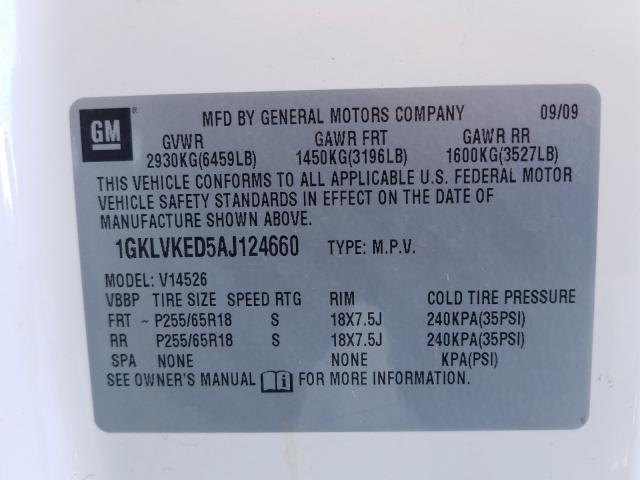 GM ® MFD BY GENERAL MOTORS COMPANY 09/09
GVWR GAWR FRT GAWR RR
2930KG(6459LB) 1450KG(3196LB) 1600KG(3527LB)
THIS VEHICLE CONFORMS TO ALL APPLICABLE U.S. FEDERAL MOTOR
VEHICLE SAFETY STANDARDS IN EFFECT ON THE DATE OF
MANUFACTURE SHOWN ABOVE.
1GKLVKED5AJ124660 TYPE: M.P.V.
MODEL: V14526
VBBP TIRE SIZE SPEED RTG RIM COLD TIRE PRESSURE
FRT ~ P255/65R18 S 18X7.5J 240KPA(35PSI)
RR P255/65R18 S 18X7.5J 240KPA(35PSI)
SPA NONE NONE KPA(PSI)
SEE OWNER'S MANUAL i FOR MORE INFORMATION.